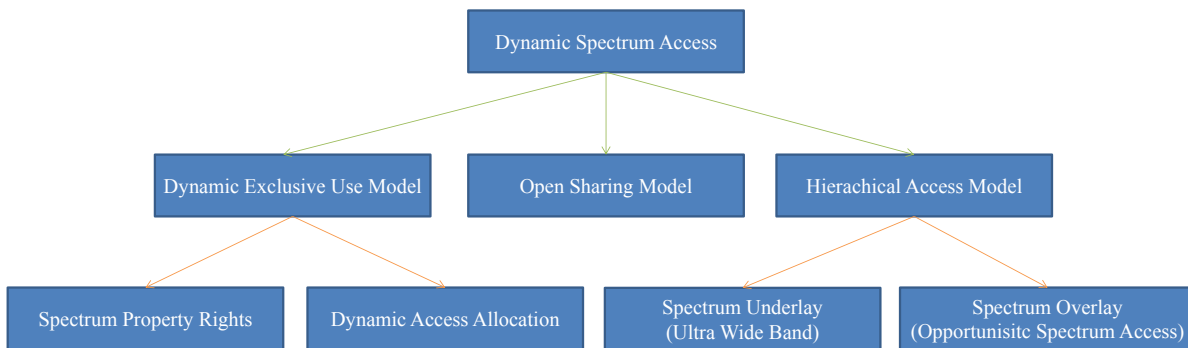 Dynamic Spectrum Access
Dynamic Exclusive Use Model
Open Sharing Model
Hierachical Access Model
Spectrum Property Rights
Dynamic Access Allocation
Spectrum Underlay
(Ultra Wide Band)
Spectrum Overlay
(Opportunisitc Spectrum Access)